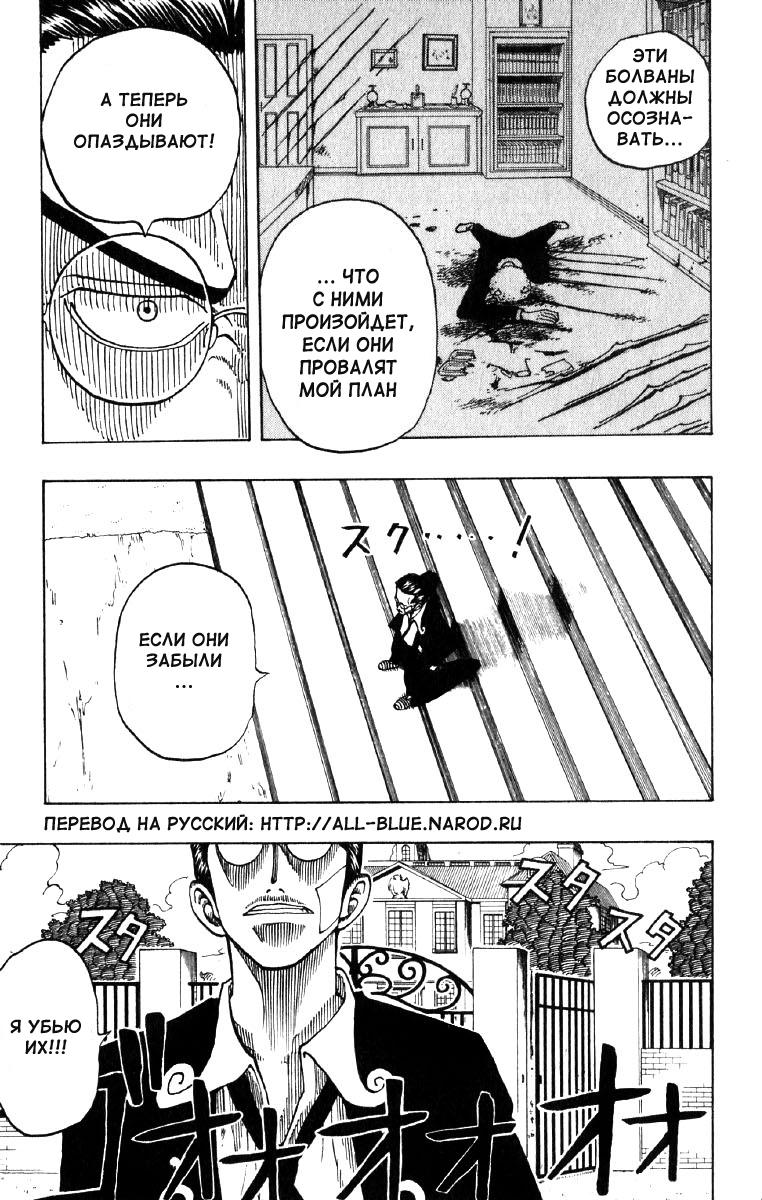 ЭТИ
БОЛВАНЫ
ДОЛЖНЫ
ОСОЗНА-
ВАТЬ...
... ЧТО
С НИМИ
ПРОИЗОЙДЕТ,
ЕСЛИ ОНИ
ПРОВАЛЯТ
МОЙ ПЛАН
А ТЕПЕРЬ
ОНИ
ОПАЗДЫВАЮТ!
スク……!
ЕСЛИ ОНИ
ЗАБЫЛИ
...
ПЕРЕВОД НА РУССКИЙ: HTTP://ALL-BLUE.NAROD.RU
スタスタ
スタ
スタ
Я УБЬЮ
ИХ!!!
ゴオオオオオ